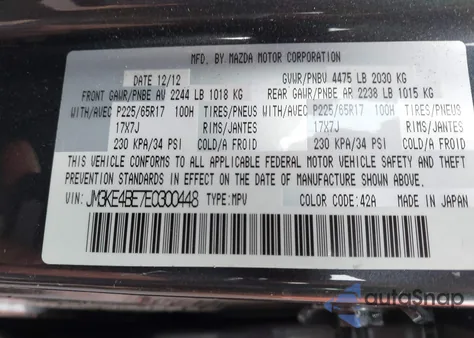 MFD. BY MAZDA MOTOR CORPORATION
DATE 12/12 GVWR/PNBU 4475 LB 2030 KG
FRONT GAWR/PNBE AV 2244 LB 1018 KG REAR GAWR/PNBE AR 2238 LB 1015 KG
WITH/AVEC P225/65R17 100H TIRES/PNEUS WITH/AVEC P225/65R17 100H TIRES/PNEUS
17X7J RIMS/JANTES 17X7J RIMS/JANTES
230 KPA/34 PSI COLD/À FROID 230 KPA/34 PSI COLD/À FROID
THIS VEHICLE CONFORMS TO ALL APPLICABLE FEDERAL MOTOR VEHICLE SAFETY AND THEFT
PREVENTION STANDARDS IN EFFECT ON THE DATE OF MANUFACTURE SHOWN ABOVE.
VIN: JM3KE4BE7E0300448 TYPE:MPV COLOR CODE:42A MADE IN JAPAN
autoSnap